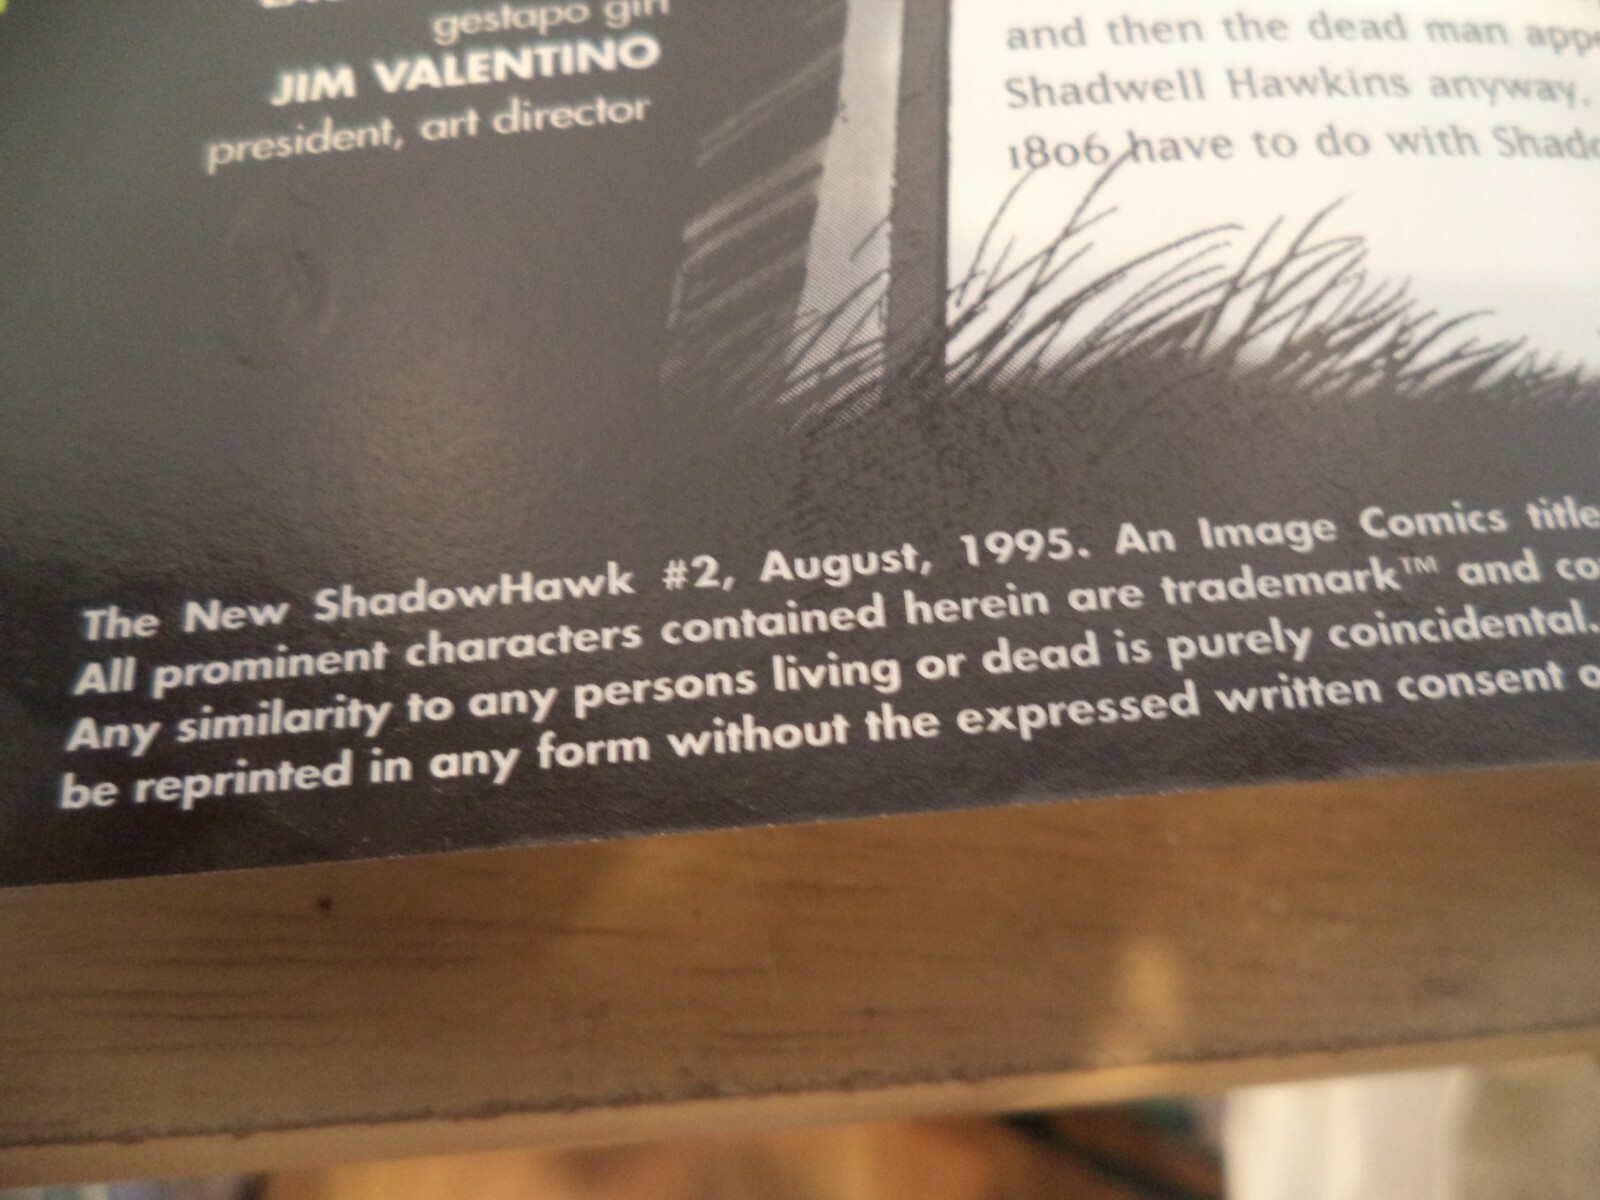 gestapo girl
JIM VALENTINO
president, art director
and then the dead man
Shadwell Hawkins anyway,
1806 have to do with
The New ShadowHawk #2, August, 1995. An Image Comics title
All prominent characters contained herein are trademark™ and
Any similarity to any persons living or dead is purely coincidental.
be reprinted in any form without the expressed written consent